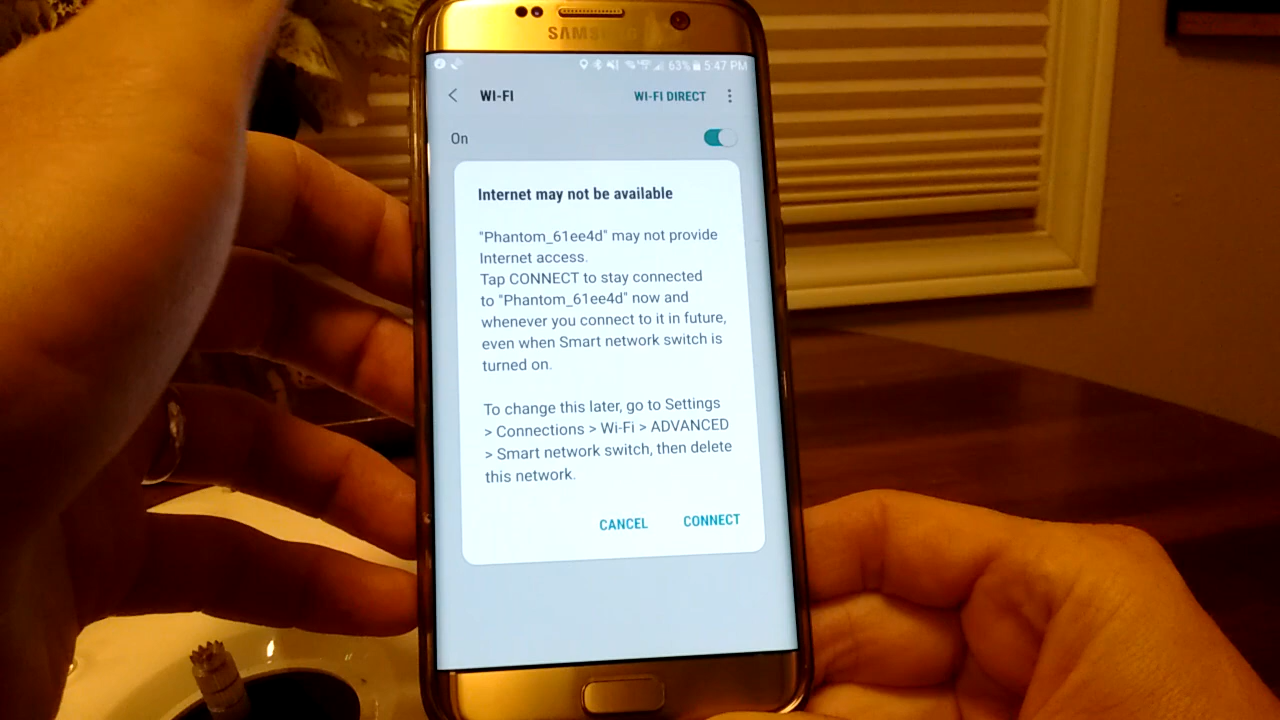 SAMSUNG
63% 5:47 PM
WI-FI WI-FI DIRECT
On
Internet may not be available
"Phantom_61ee4d" may not provide
Internet access.
Tap CONNECT to stay connected
to "Phantom_61ee4d" now and
whenever you connect to it in future,
even when Smart network switch is
turned on.
To change this later, go to Settings
> Connections > Wi-Fi > ADVANCED
> Smart network switch, then delete
this network.
CANCEL CONNECT